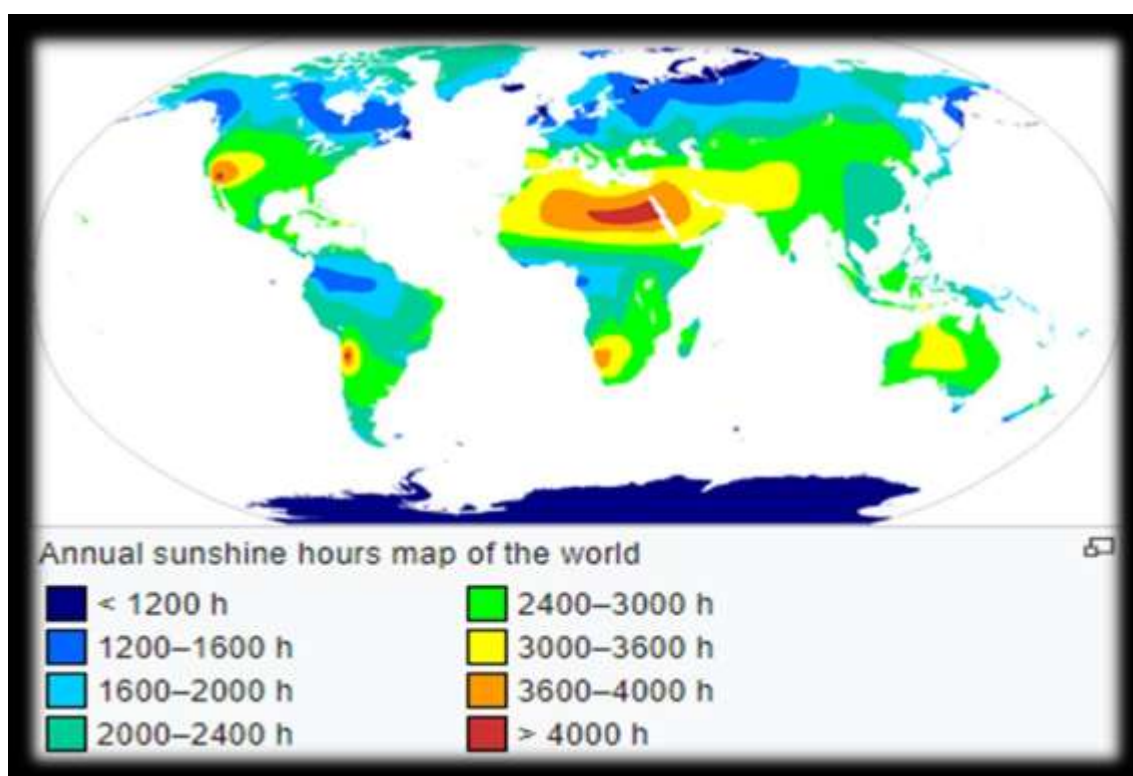 Annual sunshine hours map of the world
< 1200 h
1200–1600 h
1600–2000 h
2000–2400 h
2400–3000 h
3000–3600 h
3600–4000 h
> 4000 h